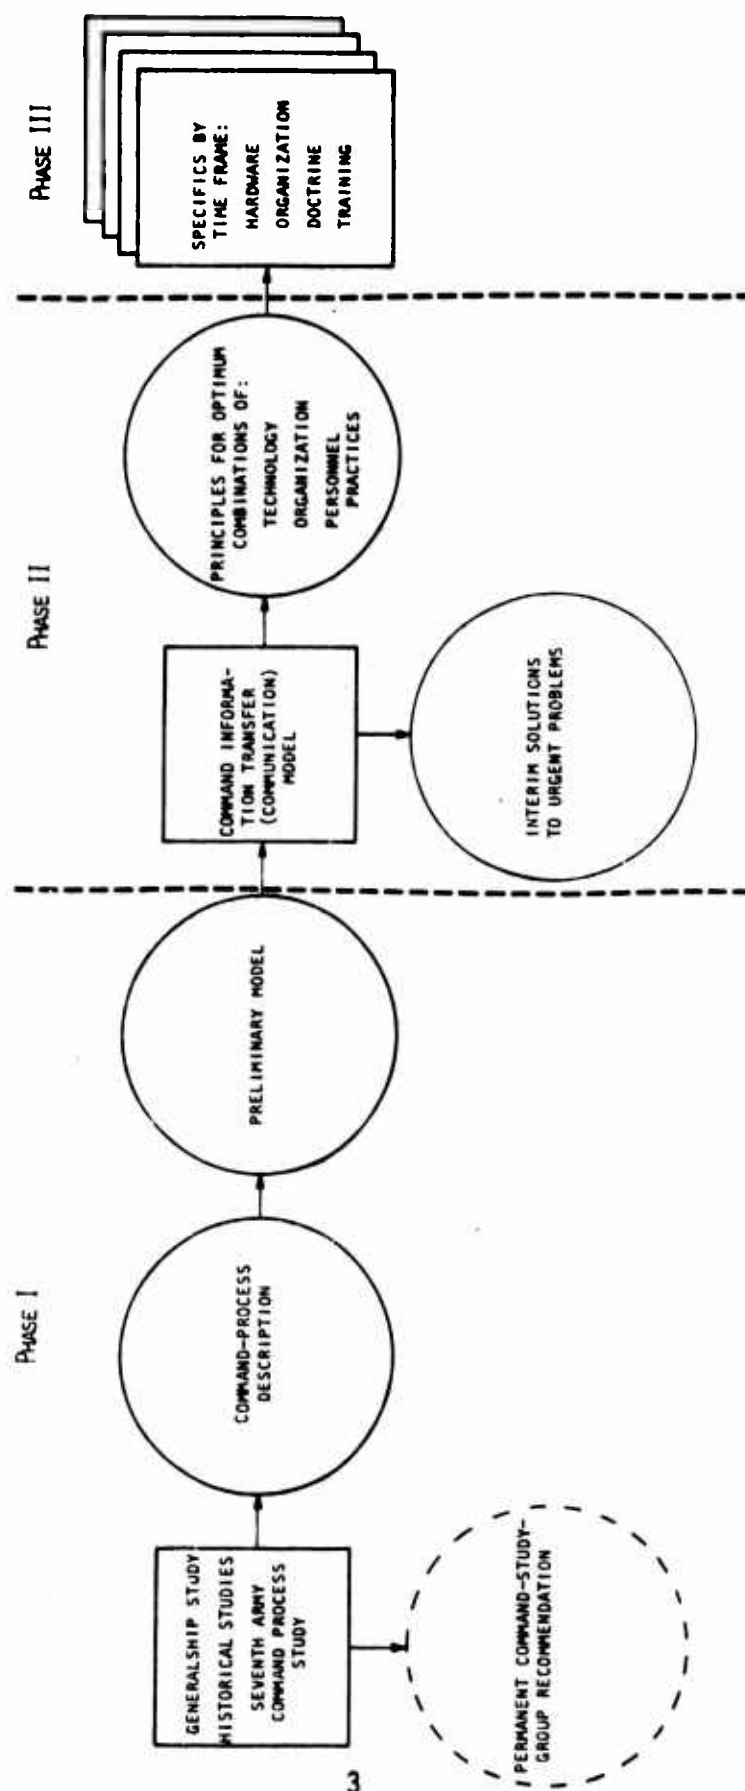 PHASE I
GENERALSHIP STUDY
HISTORICAL STUDIES
SEVENTH ARMY
COMMAND PROCESS
STUDY
PERMANENT COMMAND-STUDY-
GROUP RECOMMENDATION
COMMAND-PROCESS
DESCRIPTION
PRELIMINARY MODEL
PHASE II
COMMAND INFORMA-
TION TRANSFER
(COMMUNICATION)
MODEL
INTERIM SOLUTIONS
TO URGENT PROBLEMS
PRINCIPLES FOR OPTIMUM
COMBINATIONS OF:
TECHNOLOGY
ORGANIZATION
PERSONNEL
PRACTICES
PHASE III
SPECIFICS BY
TIME FRAME:
HARDWARE
ORGANIZATION
DOCTRINE
TRAINING
3